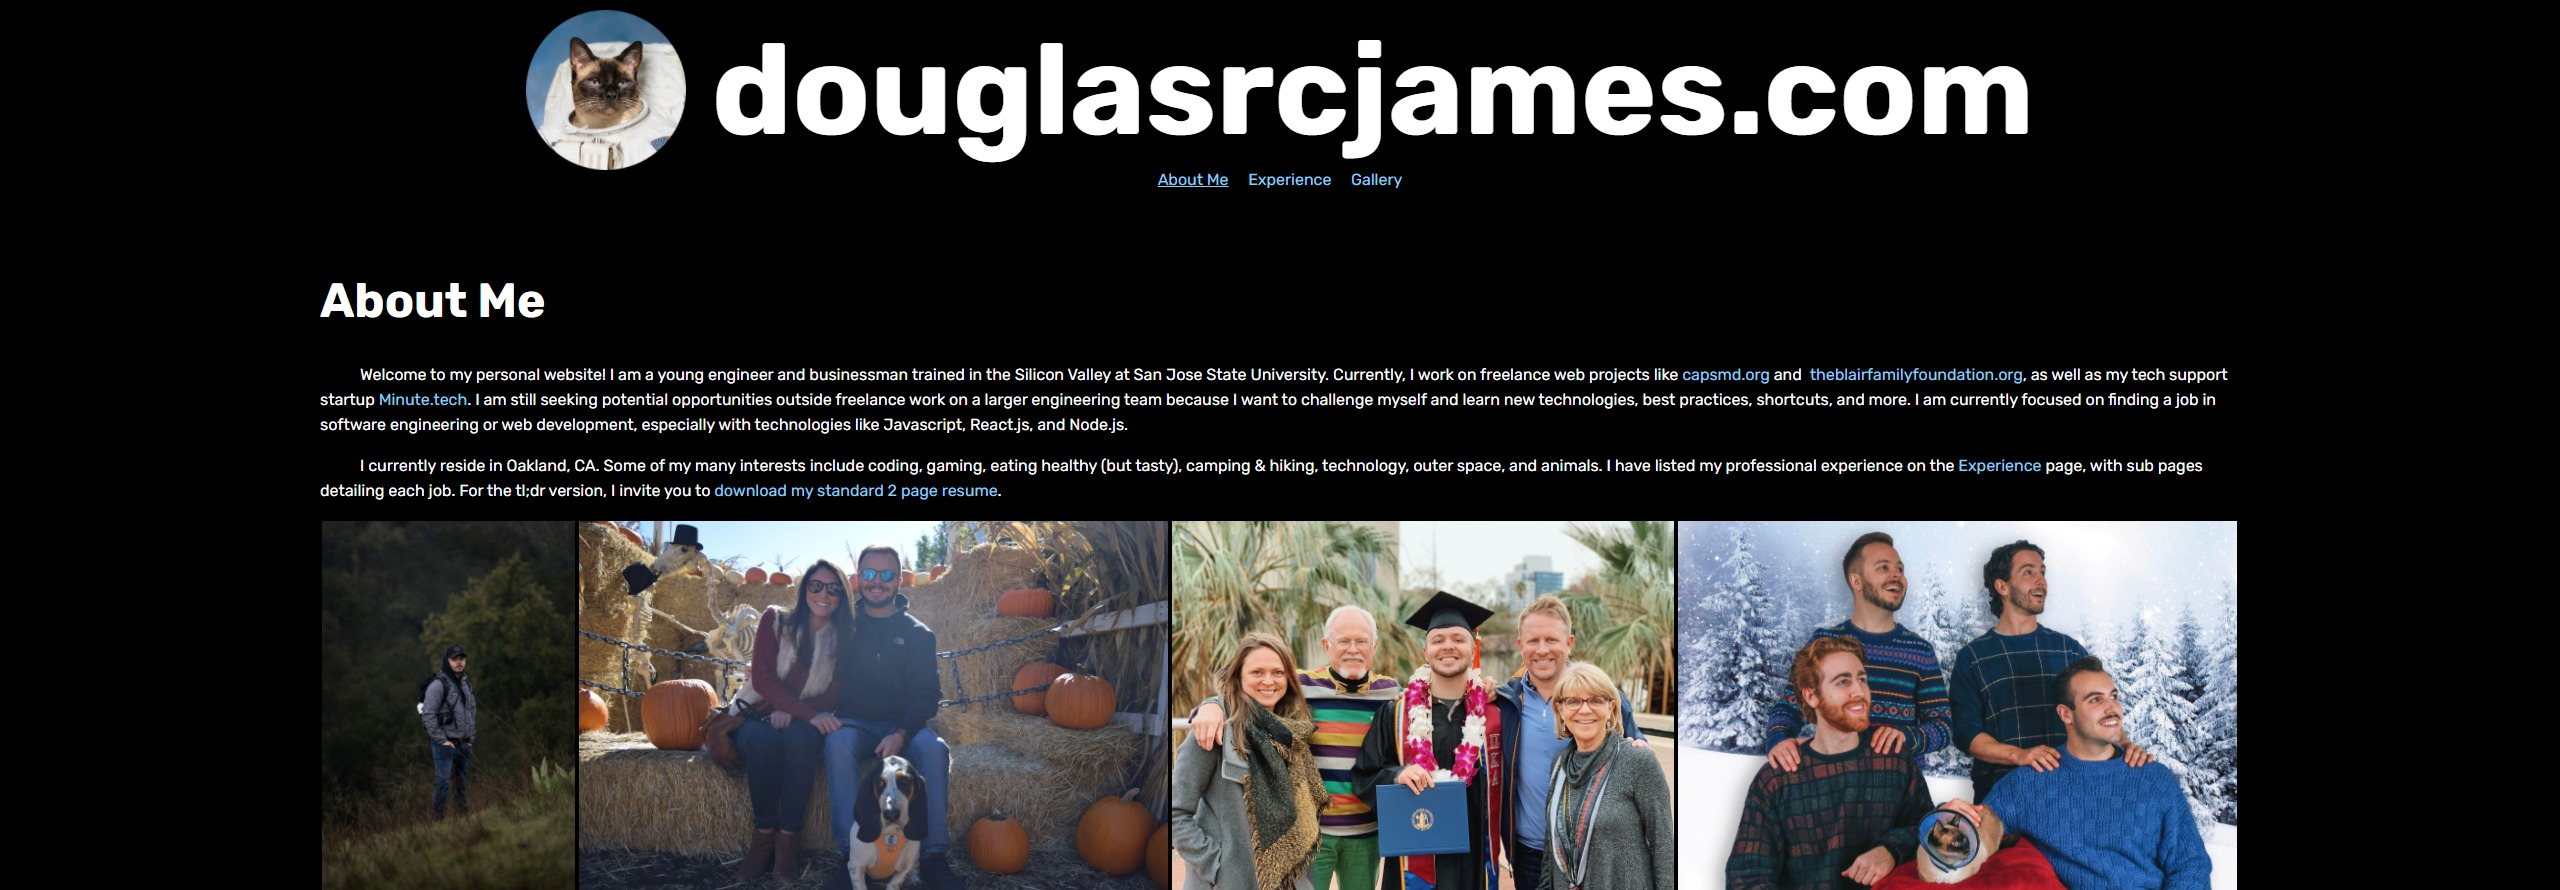 douglasrcjames.com
About Me Experience Gallery
About Me
Welcome to my personal website! I am a young engineer and businessman trained in the Silicon Valley at San Jose State University. Currently, I work on freelance web projects like capsmd.org and theblairfamilyfoundation.org, as well as my tech support
startup Minute.tech. I am still seeking potential opportunities outside freelance work on a larger engineering team because I want to challenge myself and learn new technologies, best practices, shortcuts, and more. I am currently focused on finding a job in
software engineering or web development, especially with technologies like Javascript, React.js, and Node.js.
I currently reside in Oakland, CA. Some of my many interests include coding, gaming, eating healthy (but tasty), camping & hiking, technology, outer space, and animals. I have listed my professional experience on the Experience page, with sub pages
detailing each job. For the tl;dr version, I invite you to download my standard 2 page resume.